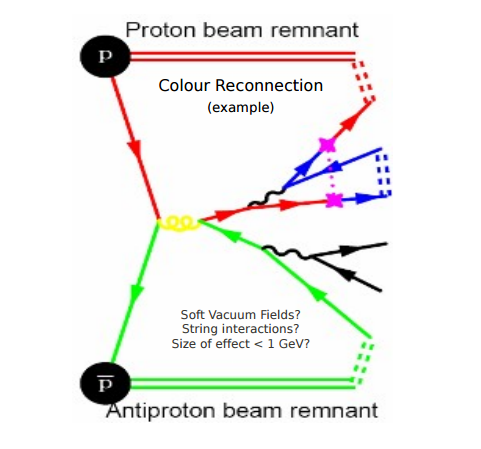 Proton beam remnant
P
Colour Reconnection
(example)
Soft Vacuum Fields?
String interactions?
Size of effect < 1 GeV?
P̅
Antiproton beam remnant